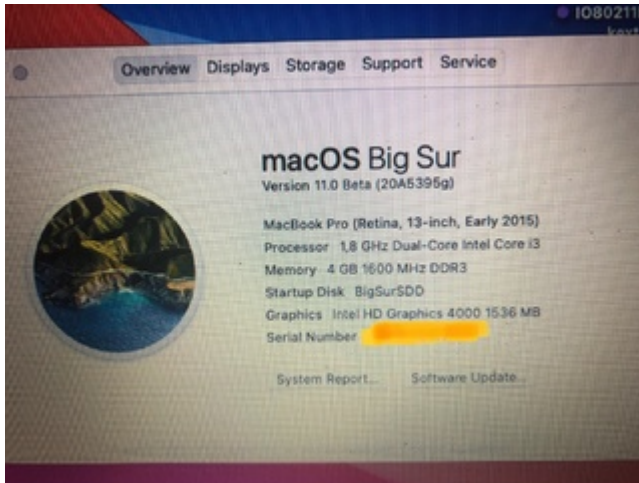 IO80211
kext
Overview Displays Storage Support Service
macOS Big Sur
Version 11.0 Beta (20A5395g)
MacBook Pro (Retina, 13-inch, Early 2015)
Processor 1,8 GHz Dual-Core Intel Core i3
Memory 4 GB 1600 MHz DDR3
Startup Disk BigSurSDD
Graphics Intel HD Graphics 4000 1536 MB
Serial Number
System Report... Software Update...